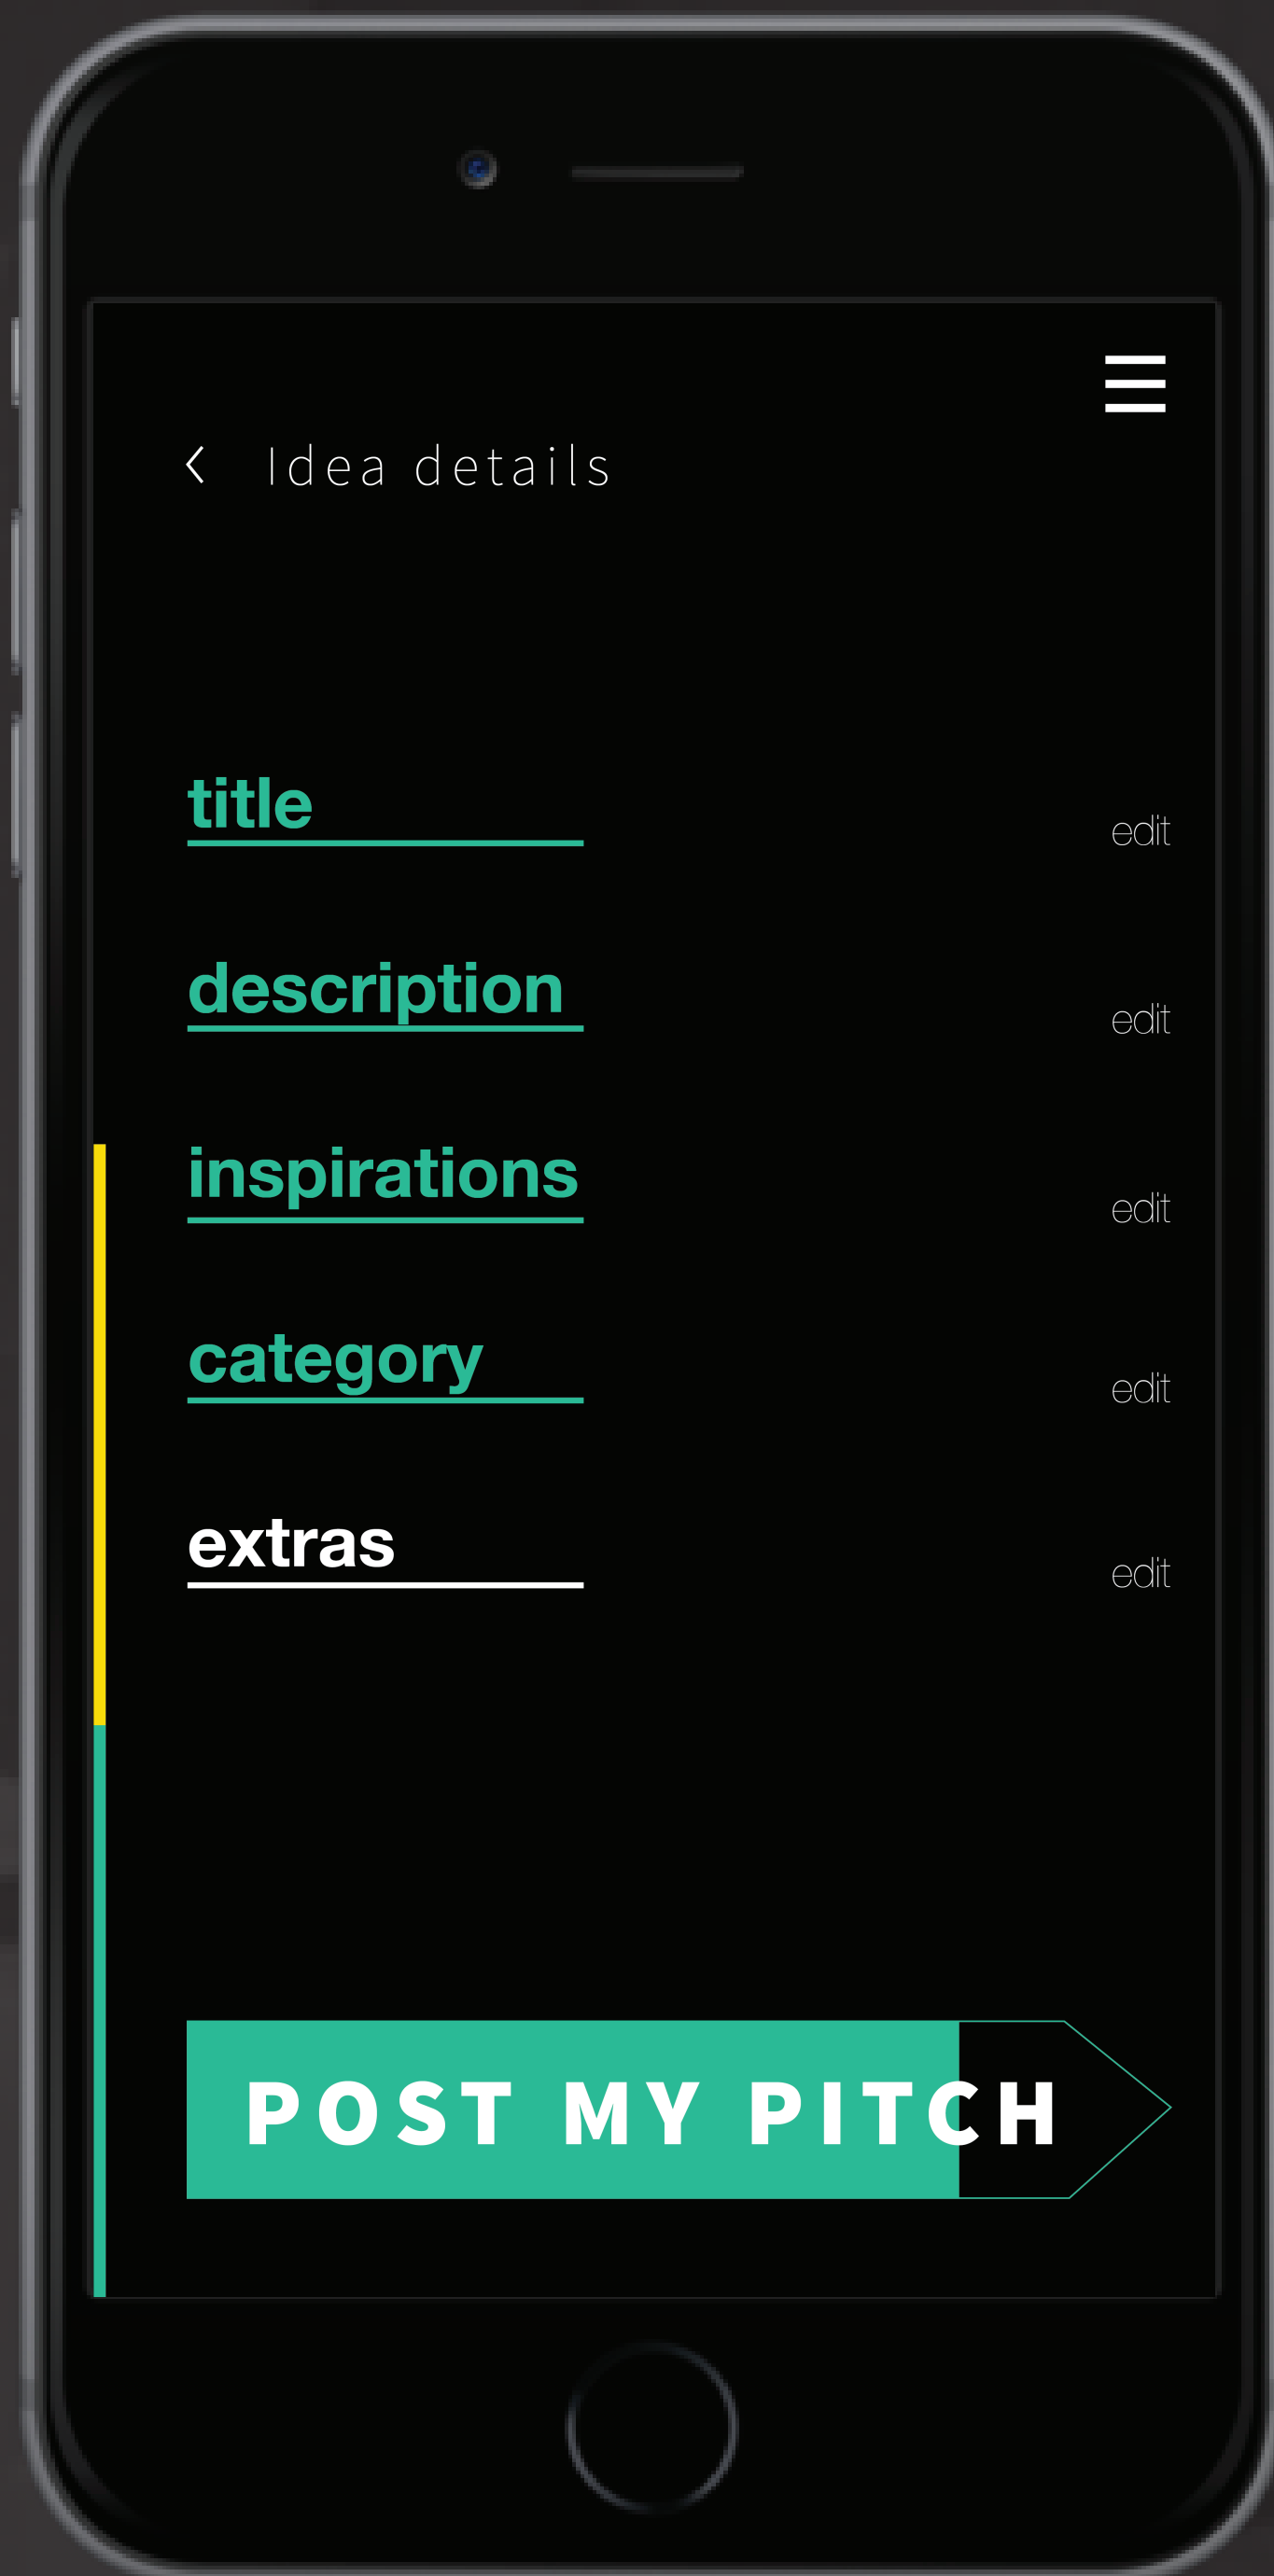 Idea details
title
edit
description
edit
inspirations
edit
category
edit
extras
edit
POST MY PITCH